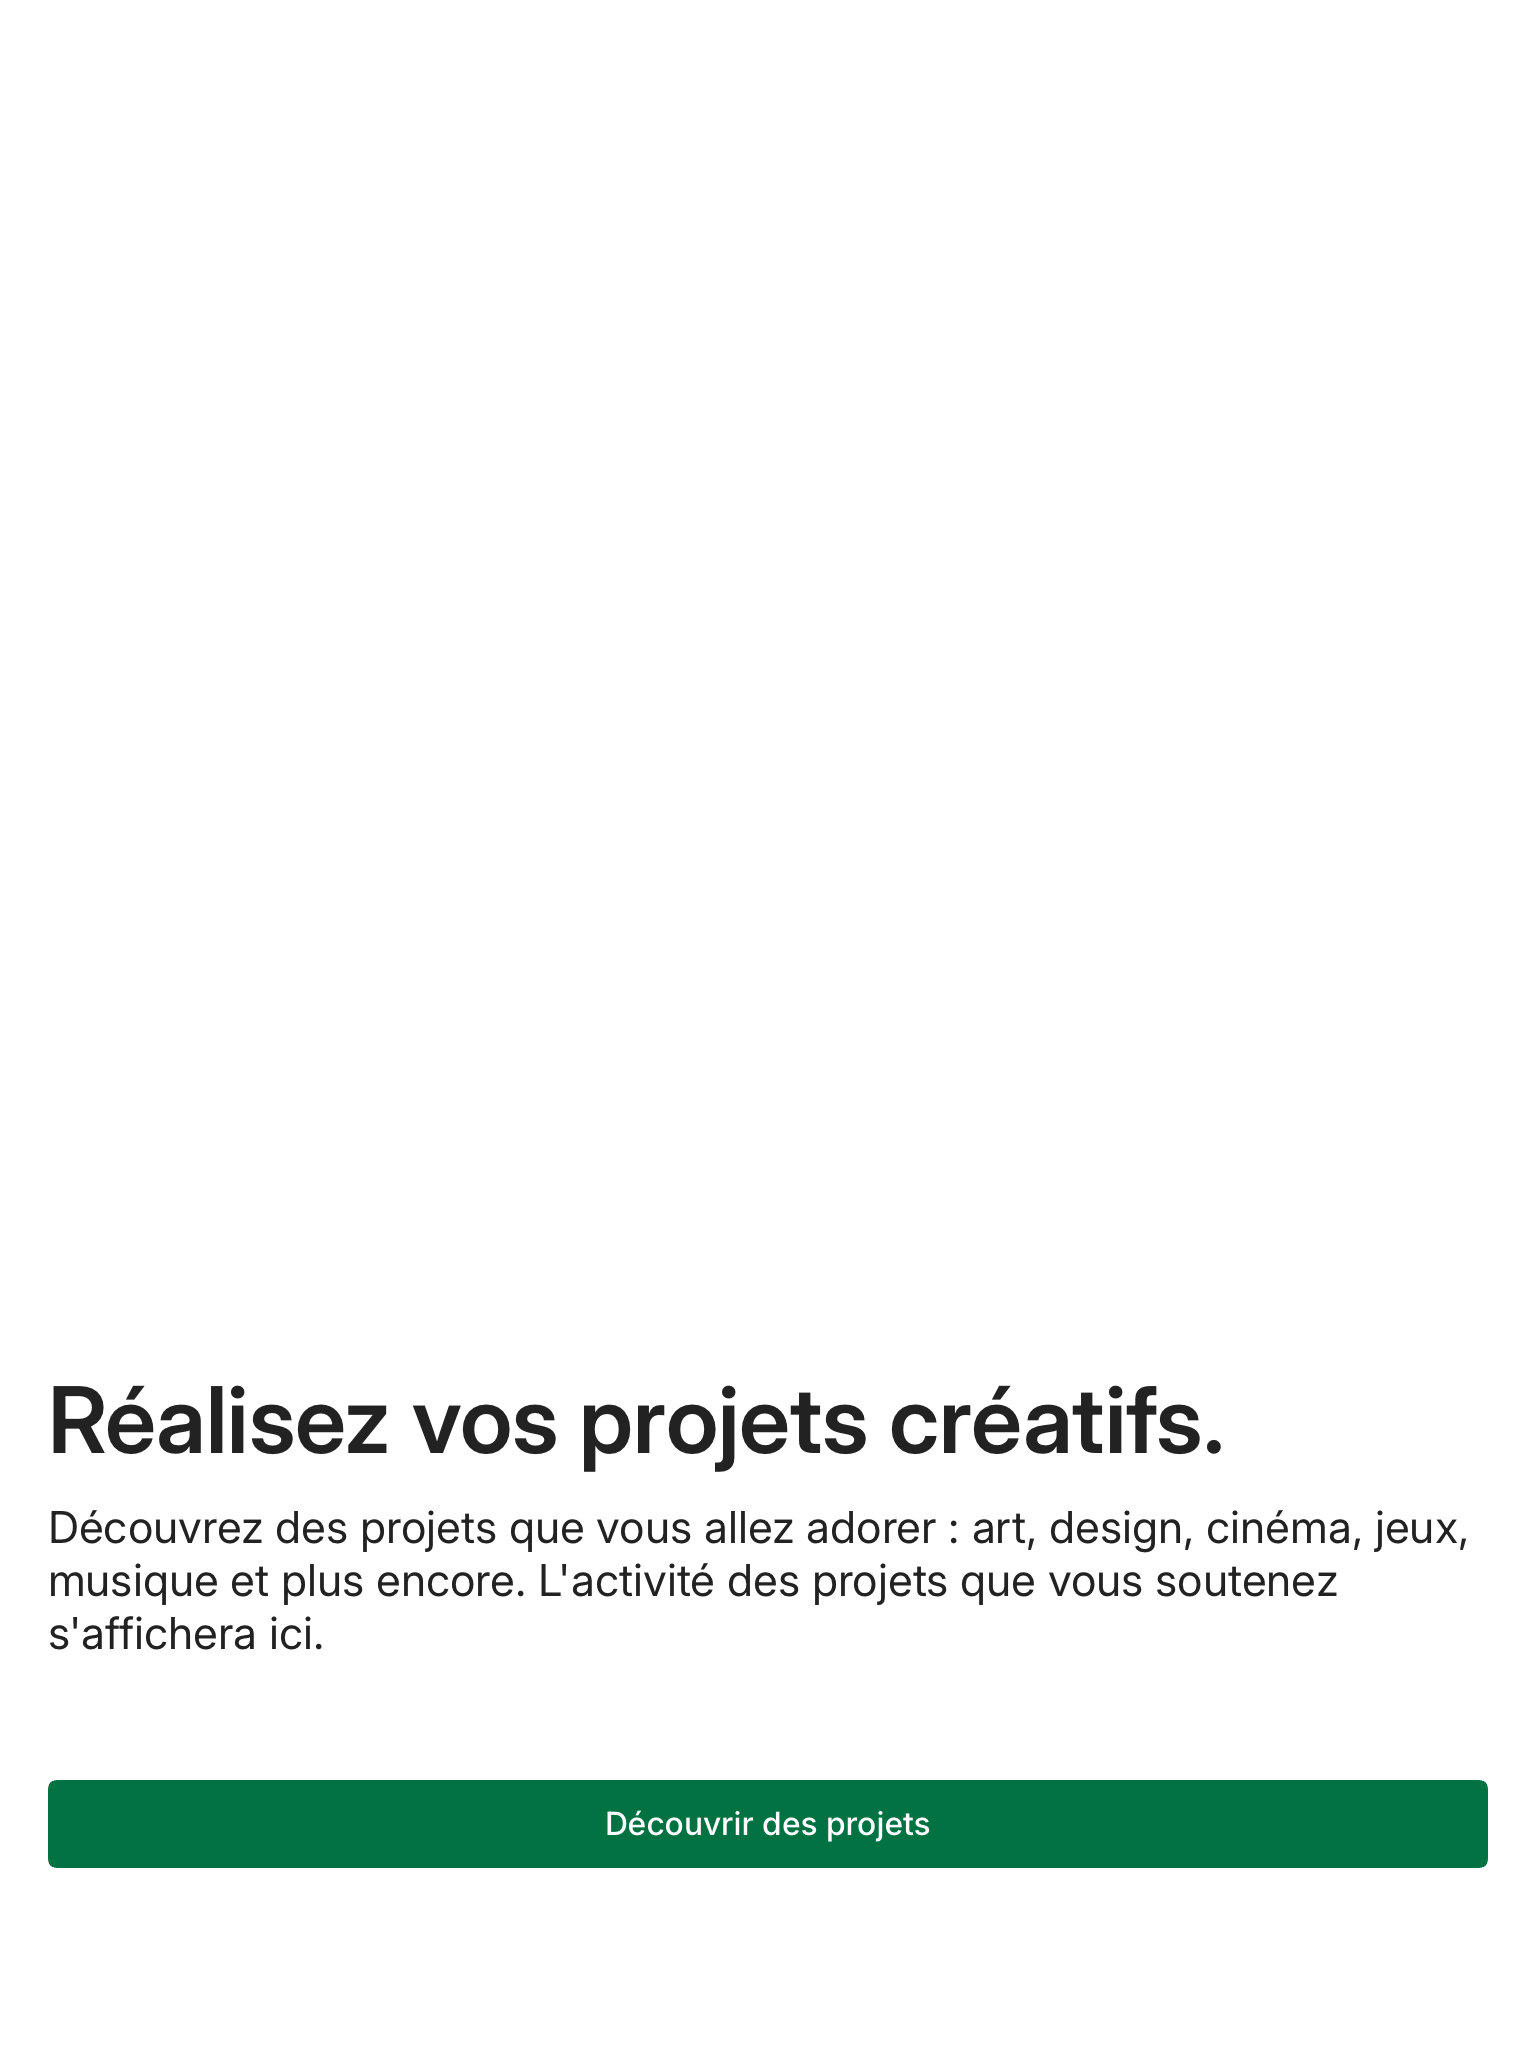 Réalisez vos projets créatifs.
Découvrez des projets que vous allez adorer : art, design, cinéma, jeux,
musique et plus encore. L'activité des projets que vous soutenez
s'affichera ici.
Découvrir des projets